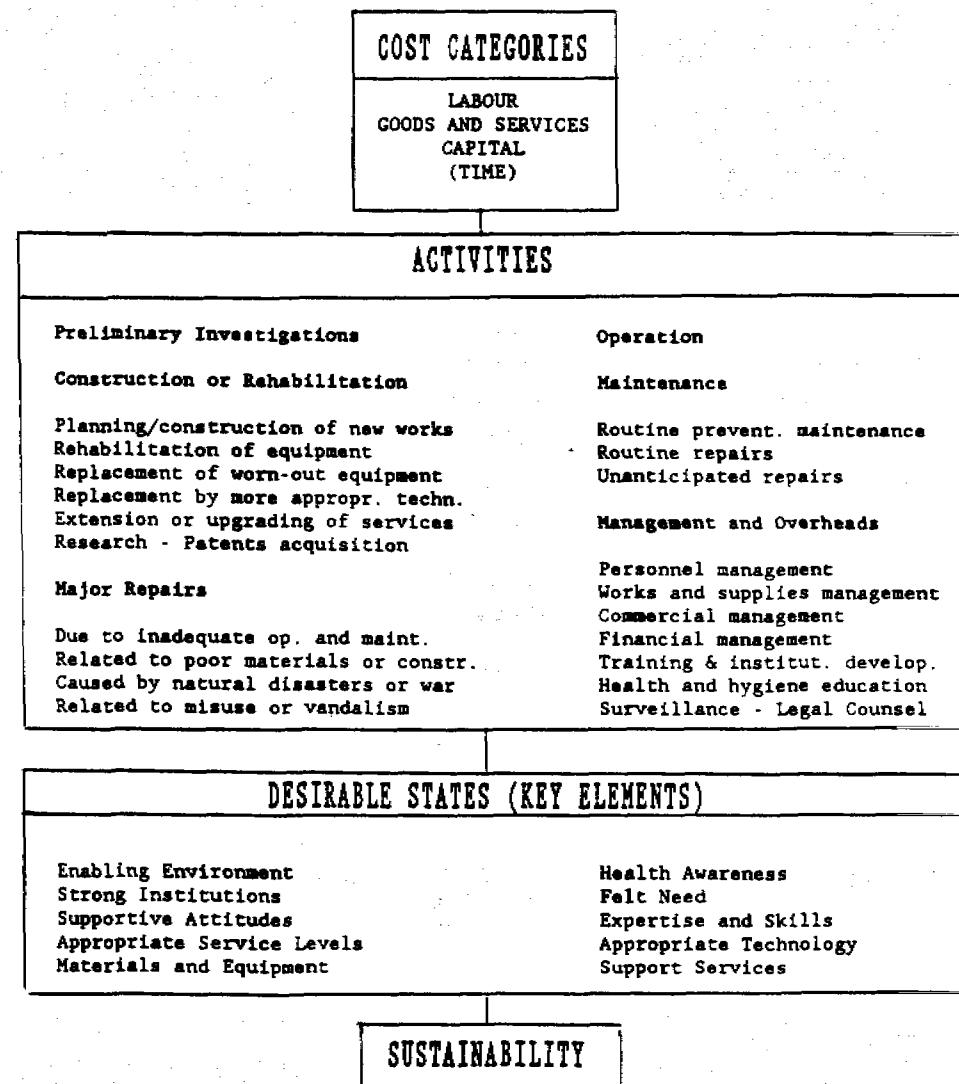 COST CATEGORIES
LABOUR
GOODS AND SERVICES
CAPITAL
(TIME)
ACTIVITIES
Preliminary Investigations
Construction or Rehabilitation
Planning/construction of new works
Rehabilitation of equipment
Replacement of worn-out equipment
Replacement by more appropr. techn.
Extension or upgrading of services
Research - Patents acquisition
Major Repairs
Due to inadequate op. and maint.
Related to poor materials or constr.
Caused by natural disasters or war
Related to misuse or vandalism
Operation
Maintenance
Routine prevent. maintenance
Routine repairs
Unanticipated repairs
Management and Overheads
Personnel management
Works and supplies management
Commercial management
Financial management
Training & institut. develop.
Health and hygiene education
Surveillance - Legal Counsel
DESIRABLE STATES (KEY ELEMENTS)
Enabling Environment
Strong Institutions
Supportive Attitudes
Appropriate Service Levels
Materials and Equipment
Health Awareness
Felt Need
Expertise and Skills
Appropriate Technology
Support Services
SUSTAINABILITY